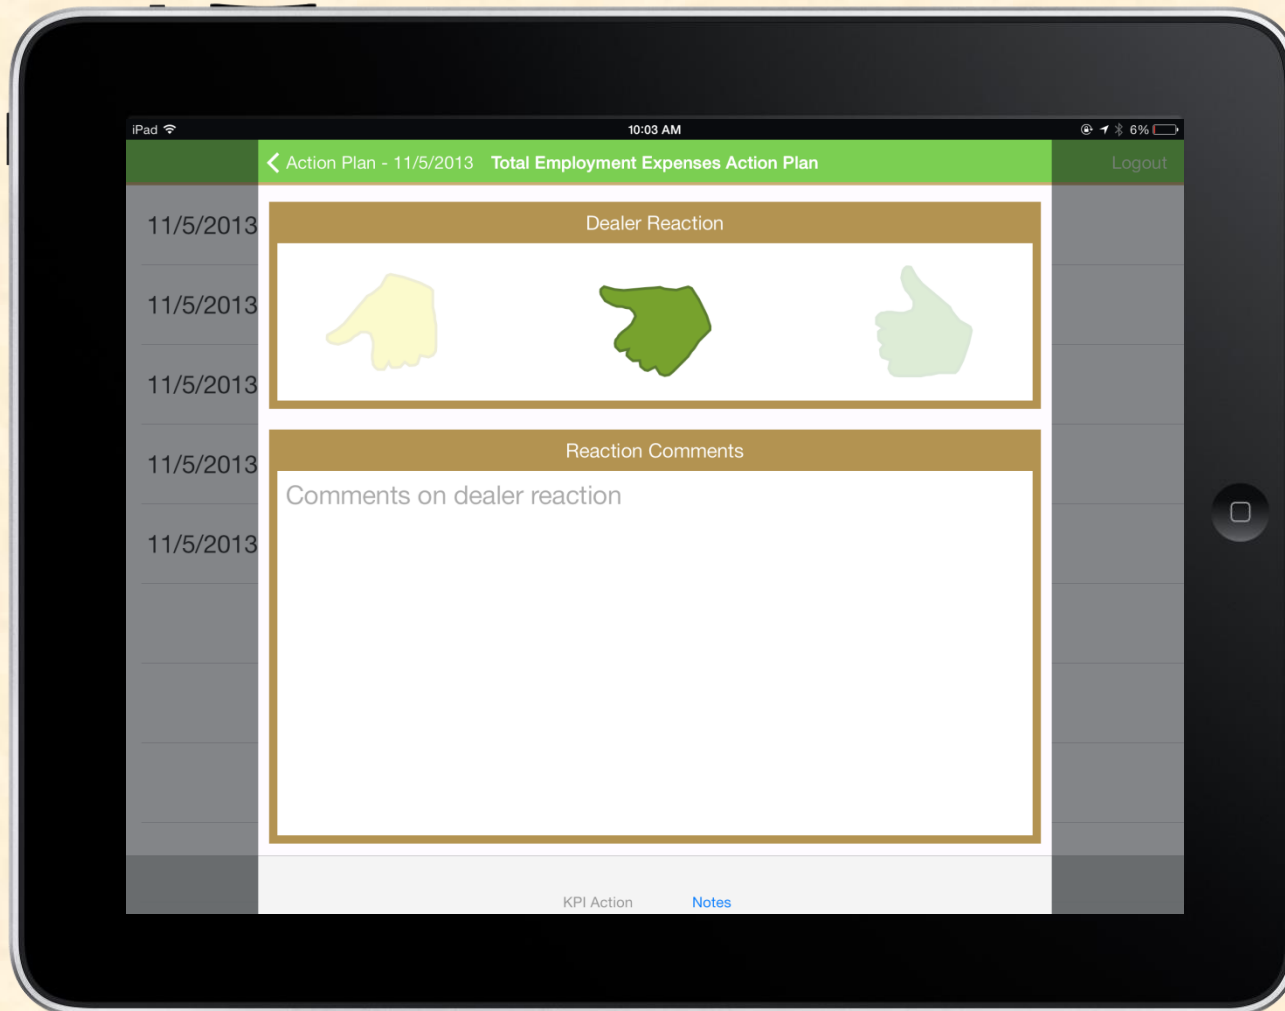 iPad 10:03 AM 6%
Action Plan - 11/5/2013 Total Employment Expenses Action Plan Logout
11/5/2013
Dealer Reaction
11/5/2013
11/5/2013
11/5/2013
Reaction Comments
Comments on dealer reaction
11/5/2013
KPI Action Notes